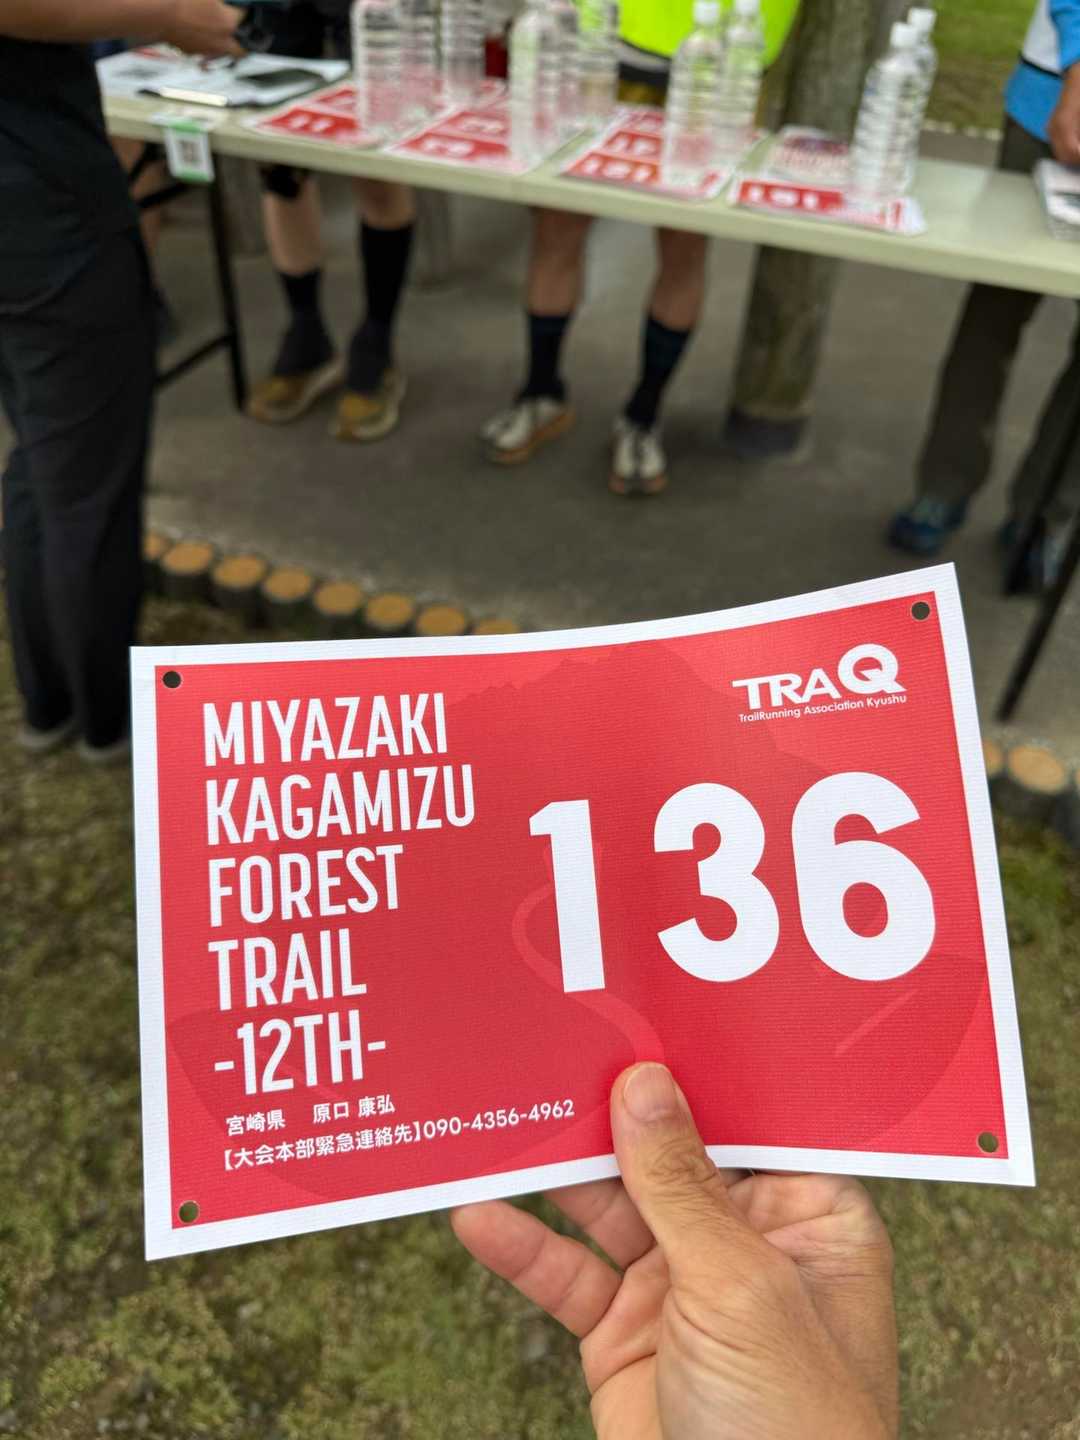 MIYAZAKI
KAGAMIZU
FOREST
TRAIL
-12TH-
TRAQ
TrailRunning Association Kyushu
136
宮崎県 原口 康弘
【大会本部緊急連絡先】090-4356-4962